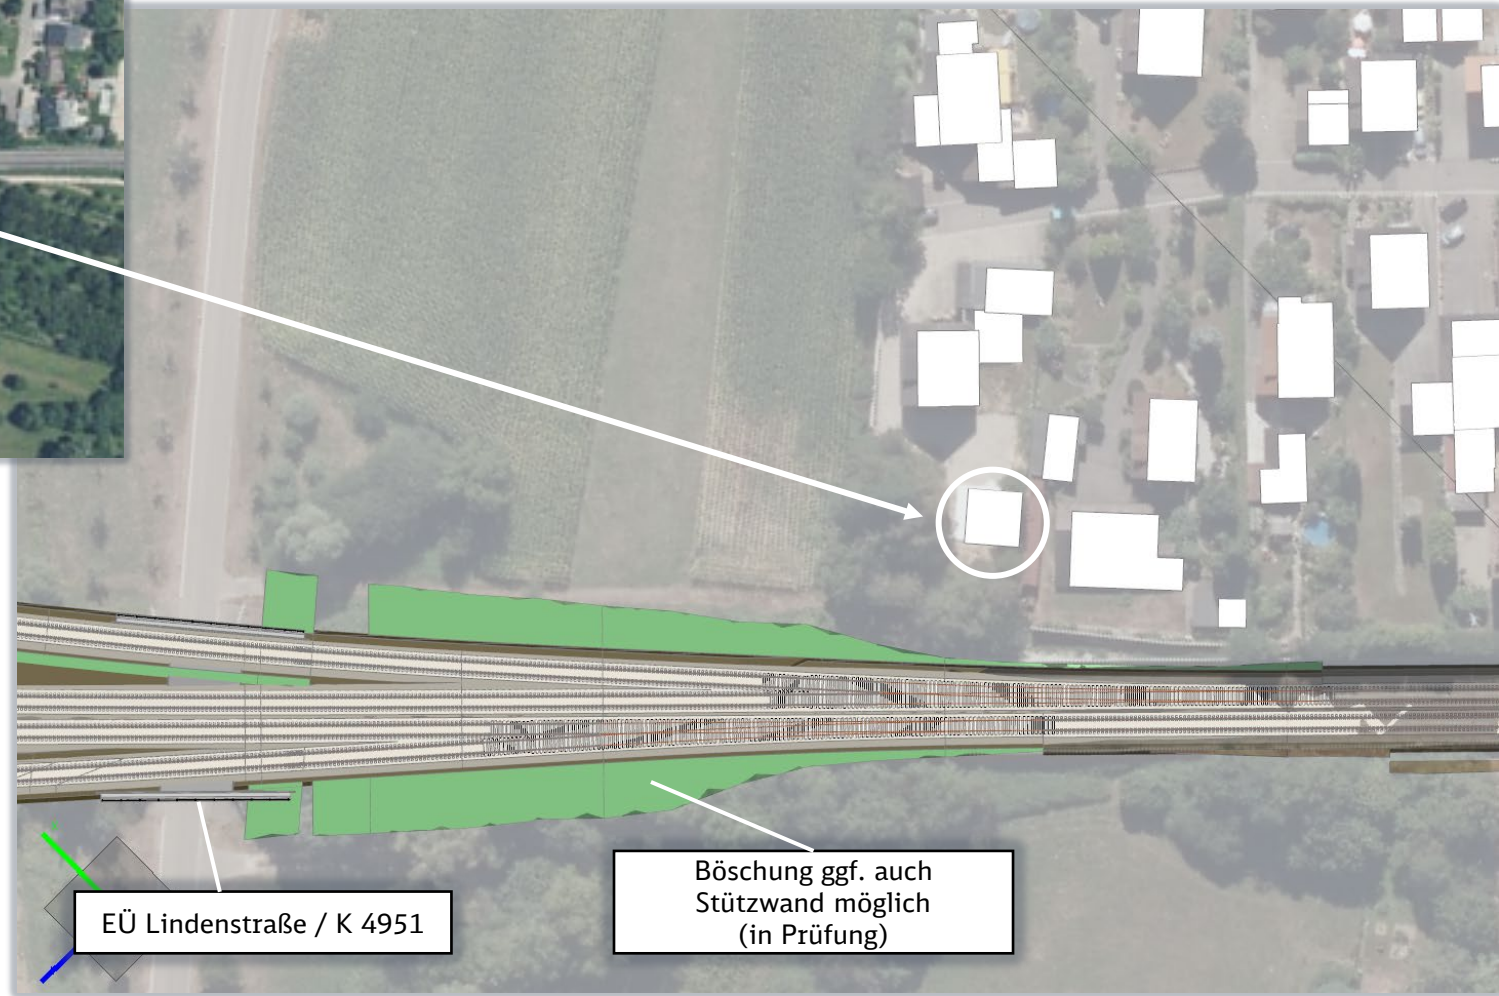 EÜ Lindenstraße / K 4951
Böschung ggf. auch
Stützwand möglich
(in Prüfung)